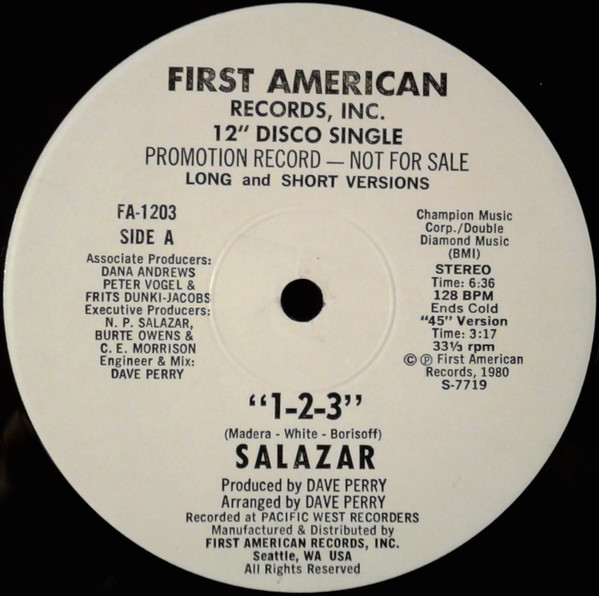 FIRST AMERICAN
RECORDS, INC.
12" DISCO SINGLE
PROMOTION RECORD — NOT FOR SALE
LONG and SHORT VERSIONS
FA-1203
SIDE A
Associate Producers:
DANA ANDREWS
PETER VOGEL &
FRITS DUNKI-JACOBS
Executive Producers:
N. P. SALAZAR,
BURTE OWENS &
C. E. MORRISON
Engineer & Mix:
DAVE PERRY
Champion Music
Corp./Double
Diamond Music
(BMI)
STEREO
Time: 6:36
128 BPM
Ends Cold
"45" Version
Time: 3:17
33⅓ rpm
© ℗ First American
Records, 1980
S-7719
"1-2-3"
(Madera - White - Borisoff)
SALAZAR
Produced by DAVE PERRY
Arranged by DAVE PERRY
Recorded at PACIFIC WEST RECORDERS
Manufactured & Distributed by
FIRST AMERICAN RECORDS, INC.
Seattle, WA USA
All Rights Reserved